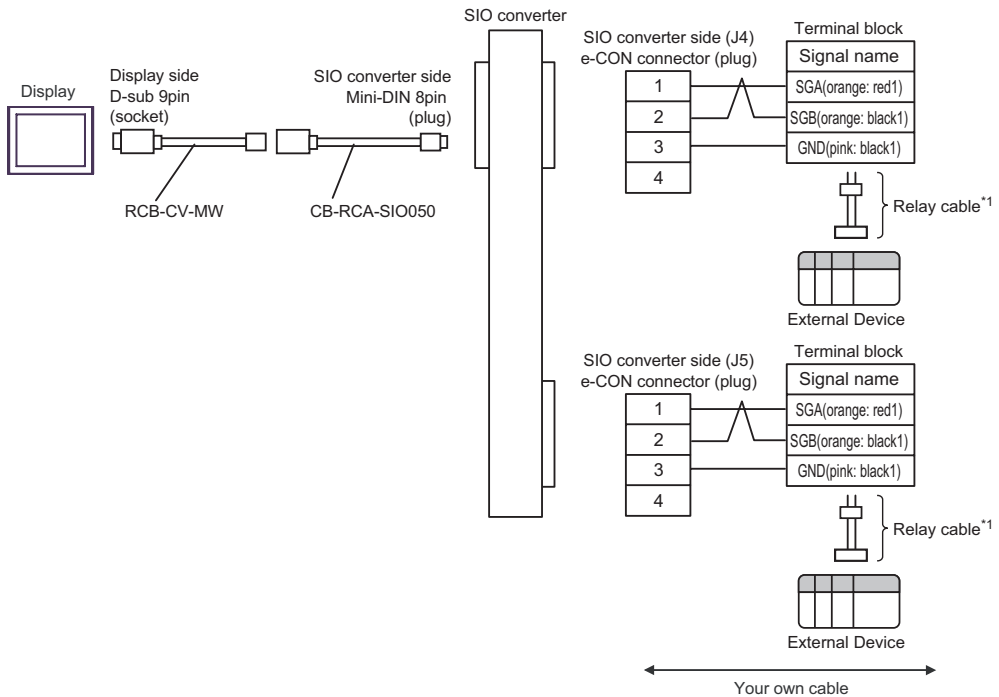 SIO converter
Display
Display side
D-sub 9pin
(socket)
SIO converter side
Mini-DIN 8pin
(plug)
RCB-CV-MW
CB-RCA-SIO050
SIO converter side (J4)
e-CON connector (plug)
1
2
3
4
Terminal block
Signal name
SGA(orange: red1)
SGB(orange: black1)
GND(pink: black1)
Relay cable*1
External Device
SIO converter side (J5)
e-CON connector (plug)
1
2
3
4
Terminal block
Signal name
SGA(orange: red1)
SGB(orange: black1)
GND(pink: black1)
Relay cable*1
External Device
Your own cable